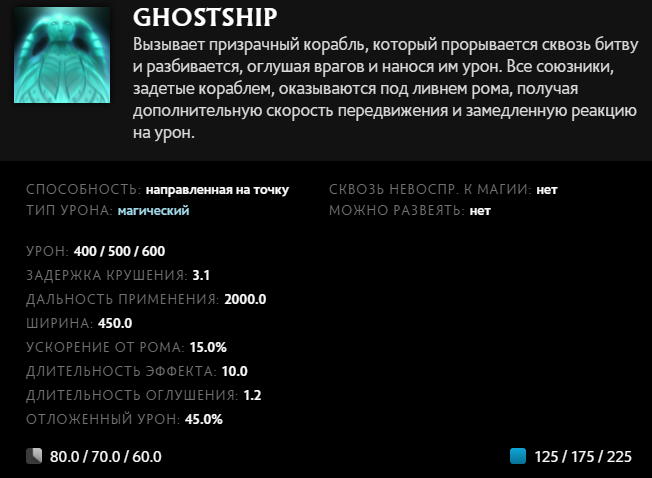 GHOSTSHIP
Вызывает призрачный корабль, который прорывается сквозь битву
и разбивается, оглушая врагов и нанося им урон. Все союзники,
задетые кораблем, оказываются под ливнем рома, получая
дополнительную скорость передвижения и замедленную реакцию
на урон.
СПОСОБНОСТЬ: направленная на точку
СКВОЗЬ НЕВОСПР. К МАГИИ: нет
ТИП УРОНА: магический
МОЖНО РАЗВЕЯТЬ: нет
УРОН: 400 / 500 / 600
ЗАДЕРЖКА КРУШЕНИЯ: 3.1
ДАЛЬНОСТЬ ПРИМЕНЕНИЯ: 2000.0
ШИРИНА: 450.0
УСКОРЕНИЕ ОТ РОМА: 15.0%
ДЛИТЕЛЬНОСТЬ ЭФФЕКТА: 10.0
ДЛИТЕЛЬНОСТЬ ОГЛУШЕНИЯ: 1.2
ОТЛОЖЕННЫЙ УРОН: 45.0%
80.0 / 70.0 / 60.0
125 / 175 / 225